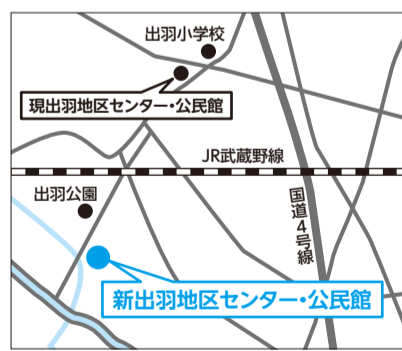 出羽小学校
現出羽地区センター・公民館
JR武蔵野線
出羽公園
国道4号線
新出羽地区センター・公民館